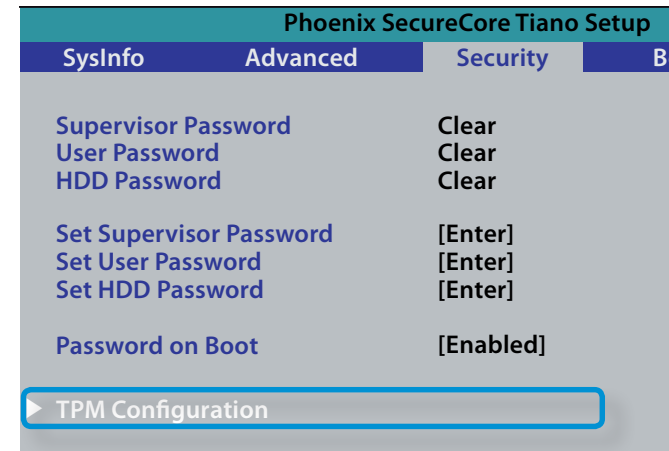 Phoenix SecureCore Tiano Setup
SysInfo Advanced Security B
Supervisor Password Clear
User Password Clear
HDD Password Clear
Set Supervisor Password [Enter]
Set User Password [Enter]
Set HDD Password [Enter]
Password on Boot [Enabled]
TPM Configuration